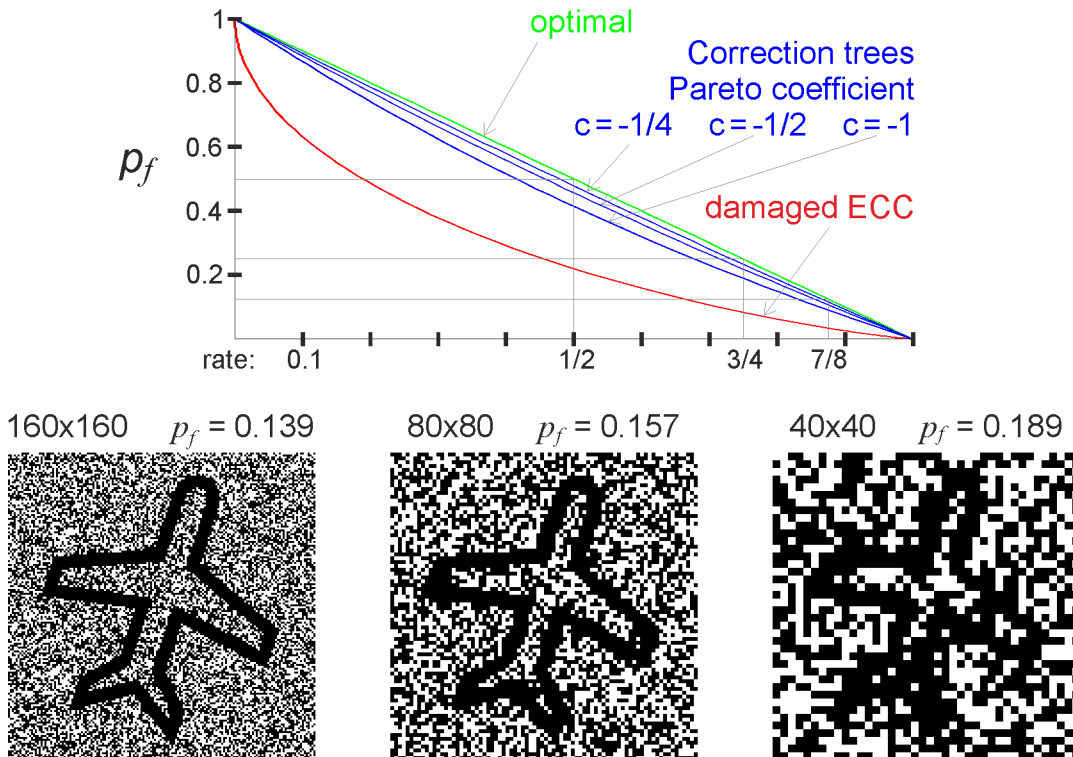 1
optimal
Correction trees
0.8
Pareto coefficient
c = -1/4 c = -1/2 c = -1
0.6
p_f
0.4
damaged ECC
0.2
rate: 0.1 1/2 3/4 7/8
160x160 p_f = 0.139 80x80 p_f = 0.157 40x40 p_f = 0.189